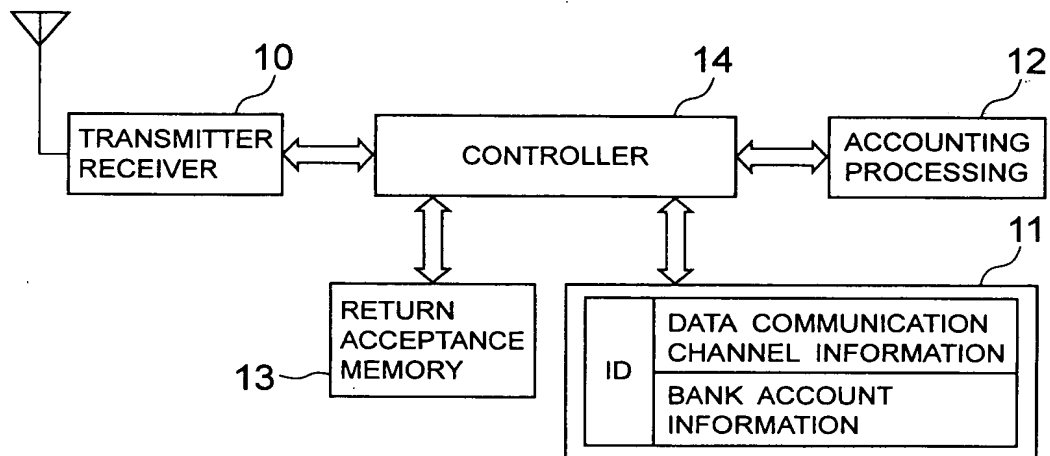 10
14
12
TRANSMITTER
RECEIVER
CONTROLLER
ACCOUNTING
PROCESSING
11
RETURN
ACCEPTANCE
MEMORY
13
ID
DATA COMMUNICATION
CHANNEL INFORMATION
BANK ACCOUNT
INFORMATION